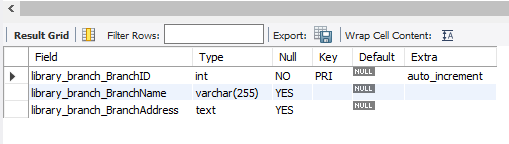 Result Grid Filter Rows: Export: Wrap Cell Content: IA
Field Type Null Key Default Extra
library_branch_BranchID int NO PRI NULL auto_increment
library_branch_BranchName varchar(255) YES NULL
library_branch_BranchAddress text YES NULL